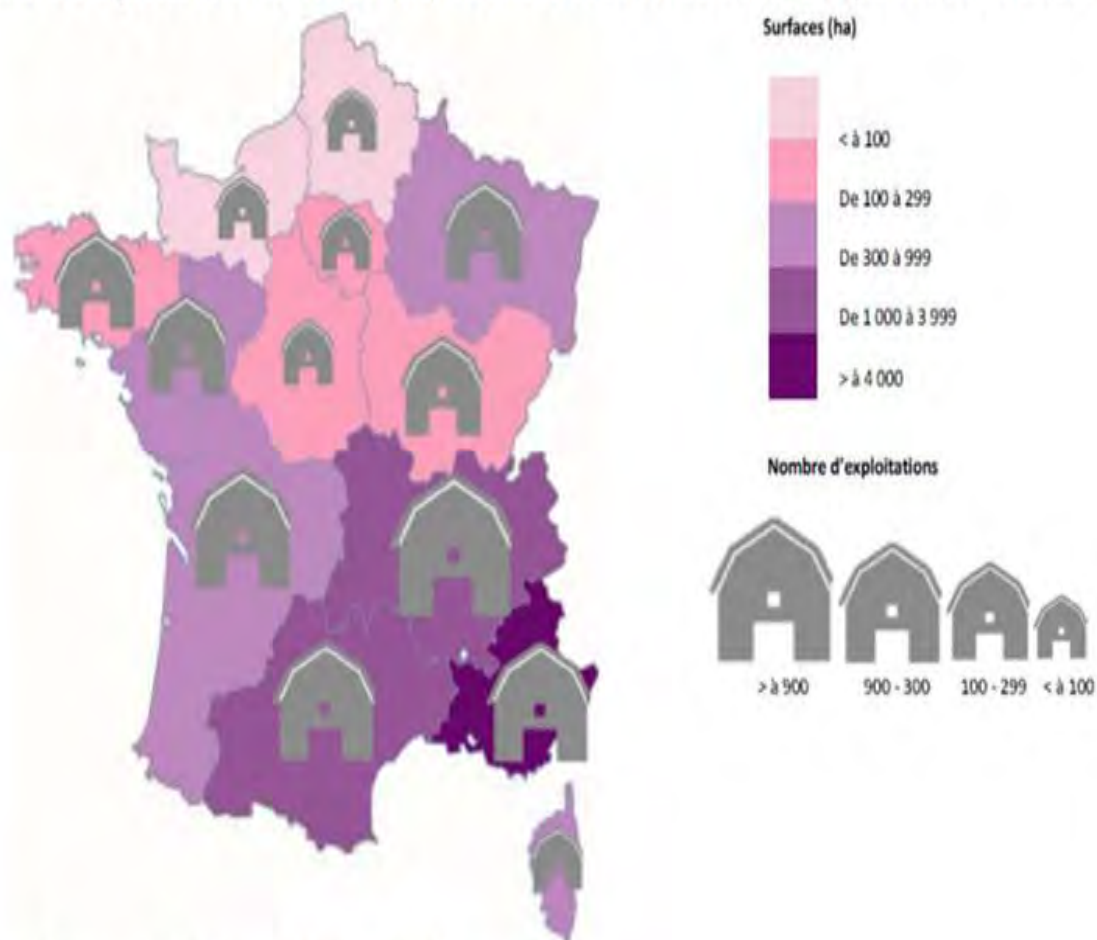 Surfaces (ha)
< à 100
De 100 à 299
De 300 à 999
De 1 000 à 3 999
> à 4 000
Nombre d'exploitations
> à 900
900 - 300
100 - 299
< à 100